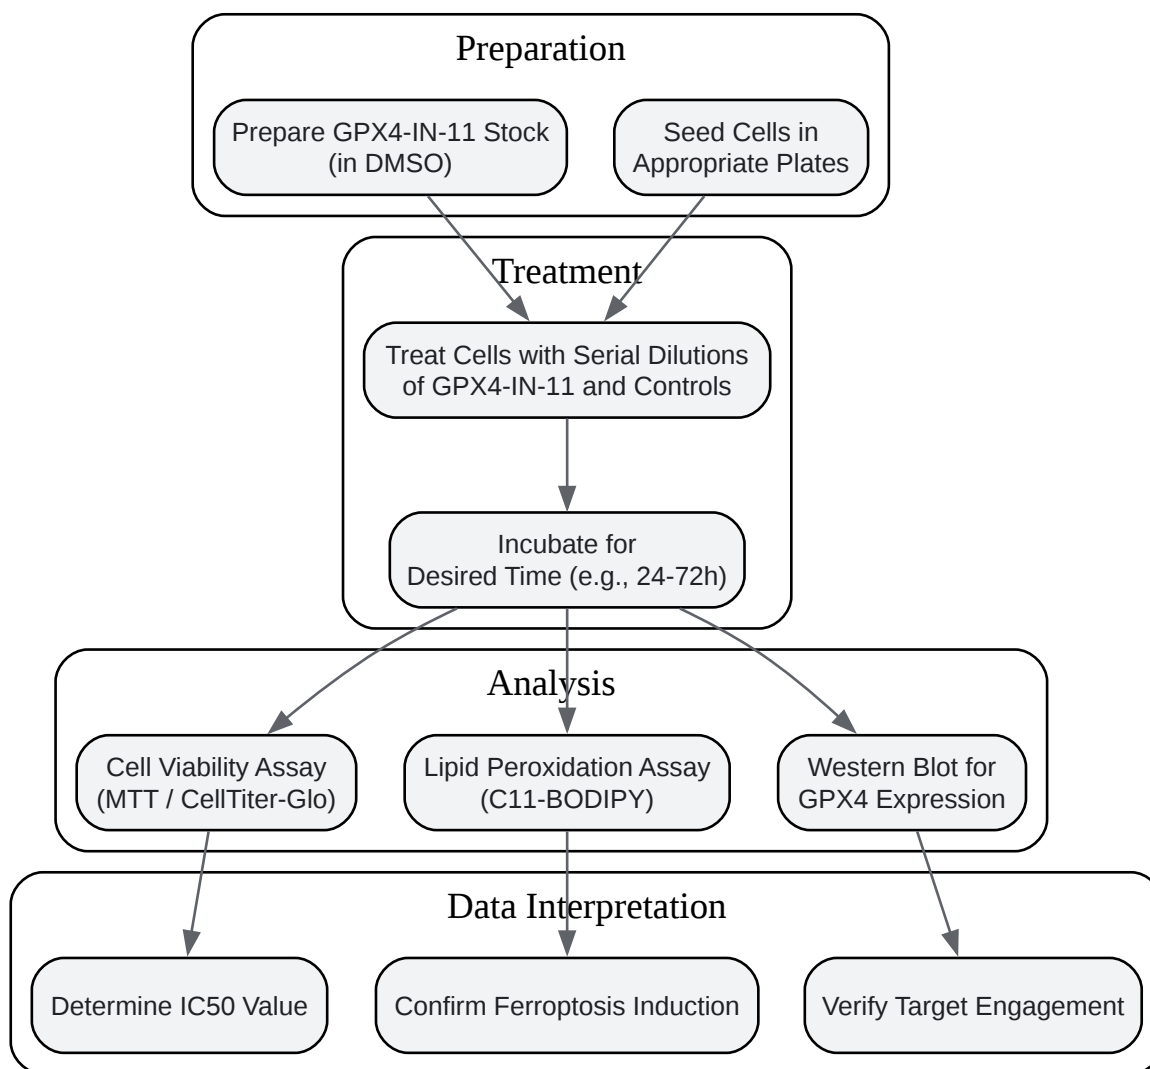 Preparation
Prepare GPX4-IN-11 Stock
(in DMSO)
Seed Cells in
Appropriate Plates
Treatment
Treat Cells with Serial Dilutions
of GPX4-IN-11 and Controls
Incubate for
Desired Time (e.g., 24-72h)
Analysis
Cell Viability Assay
(MTT / CellTiter-Glo)
Lipid Peroxidation Assay
(C11-BODIPY)
Western Blot for
GPX4 Expression
Data Interpretation
Determine IC50 Value
Confirm Ferroptosis Induction
Verify Target Engagement